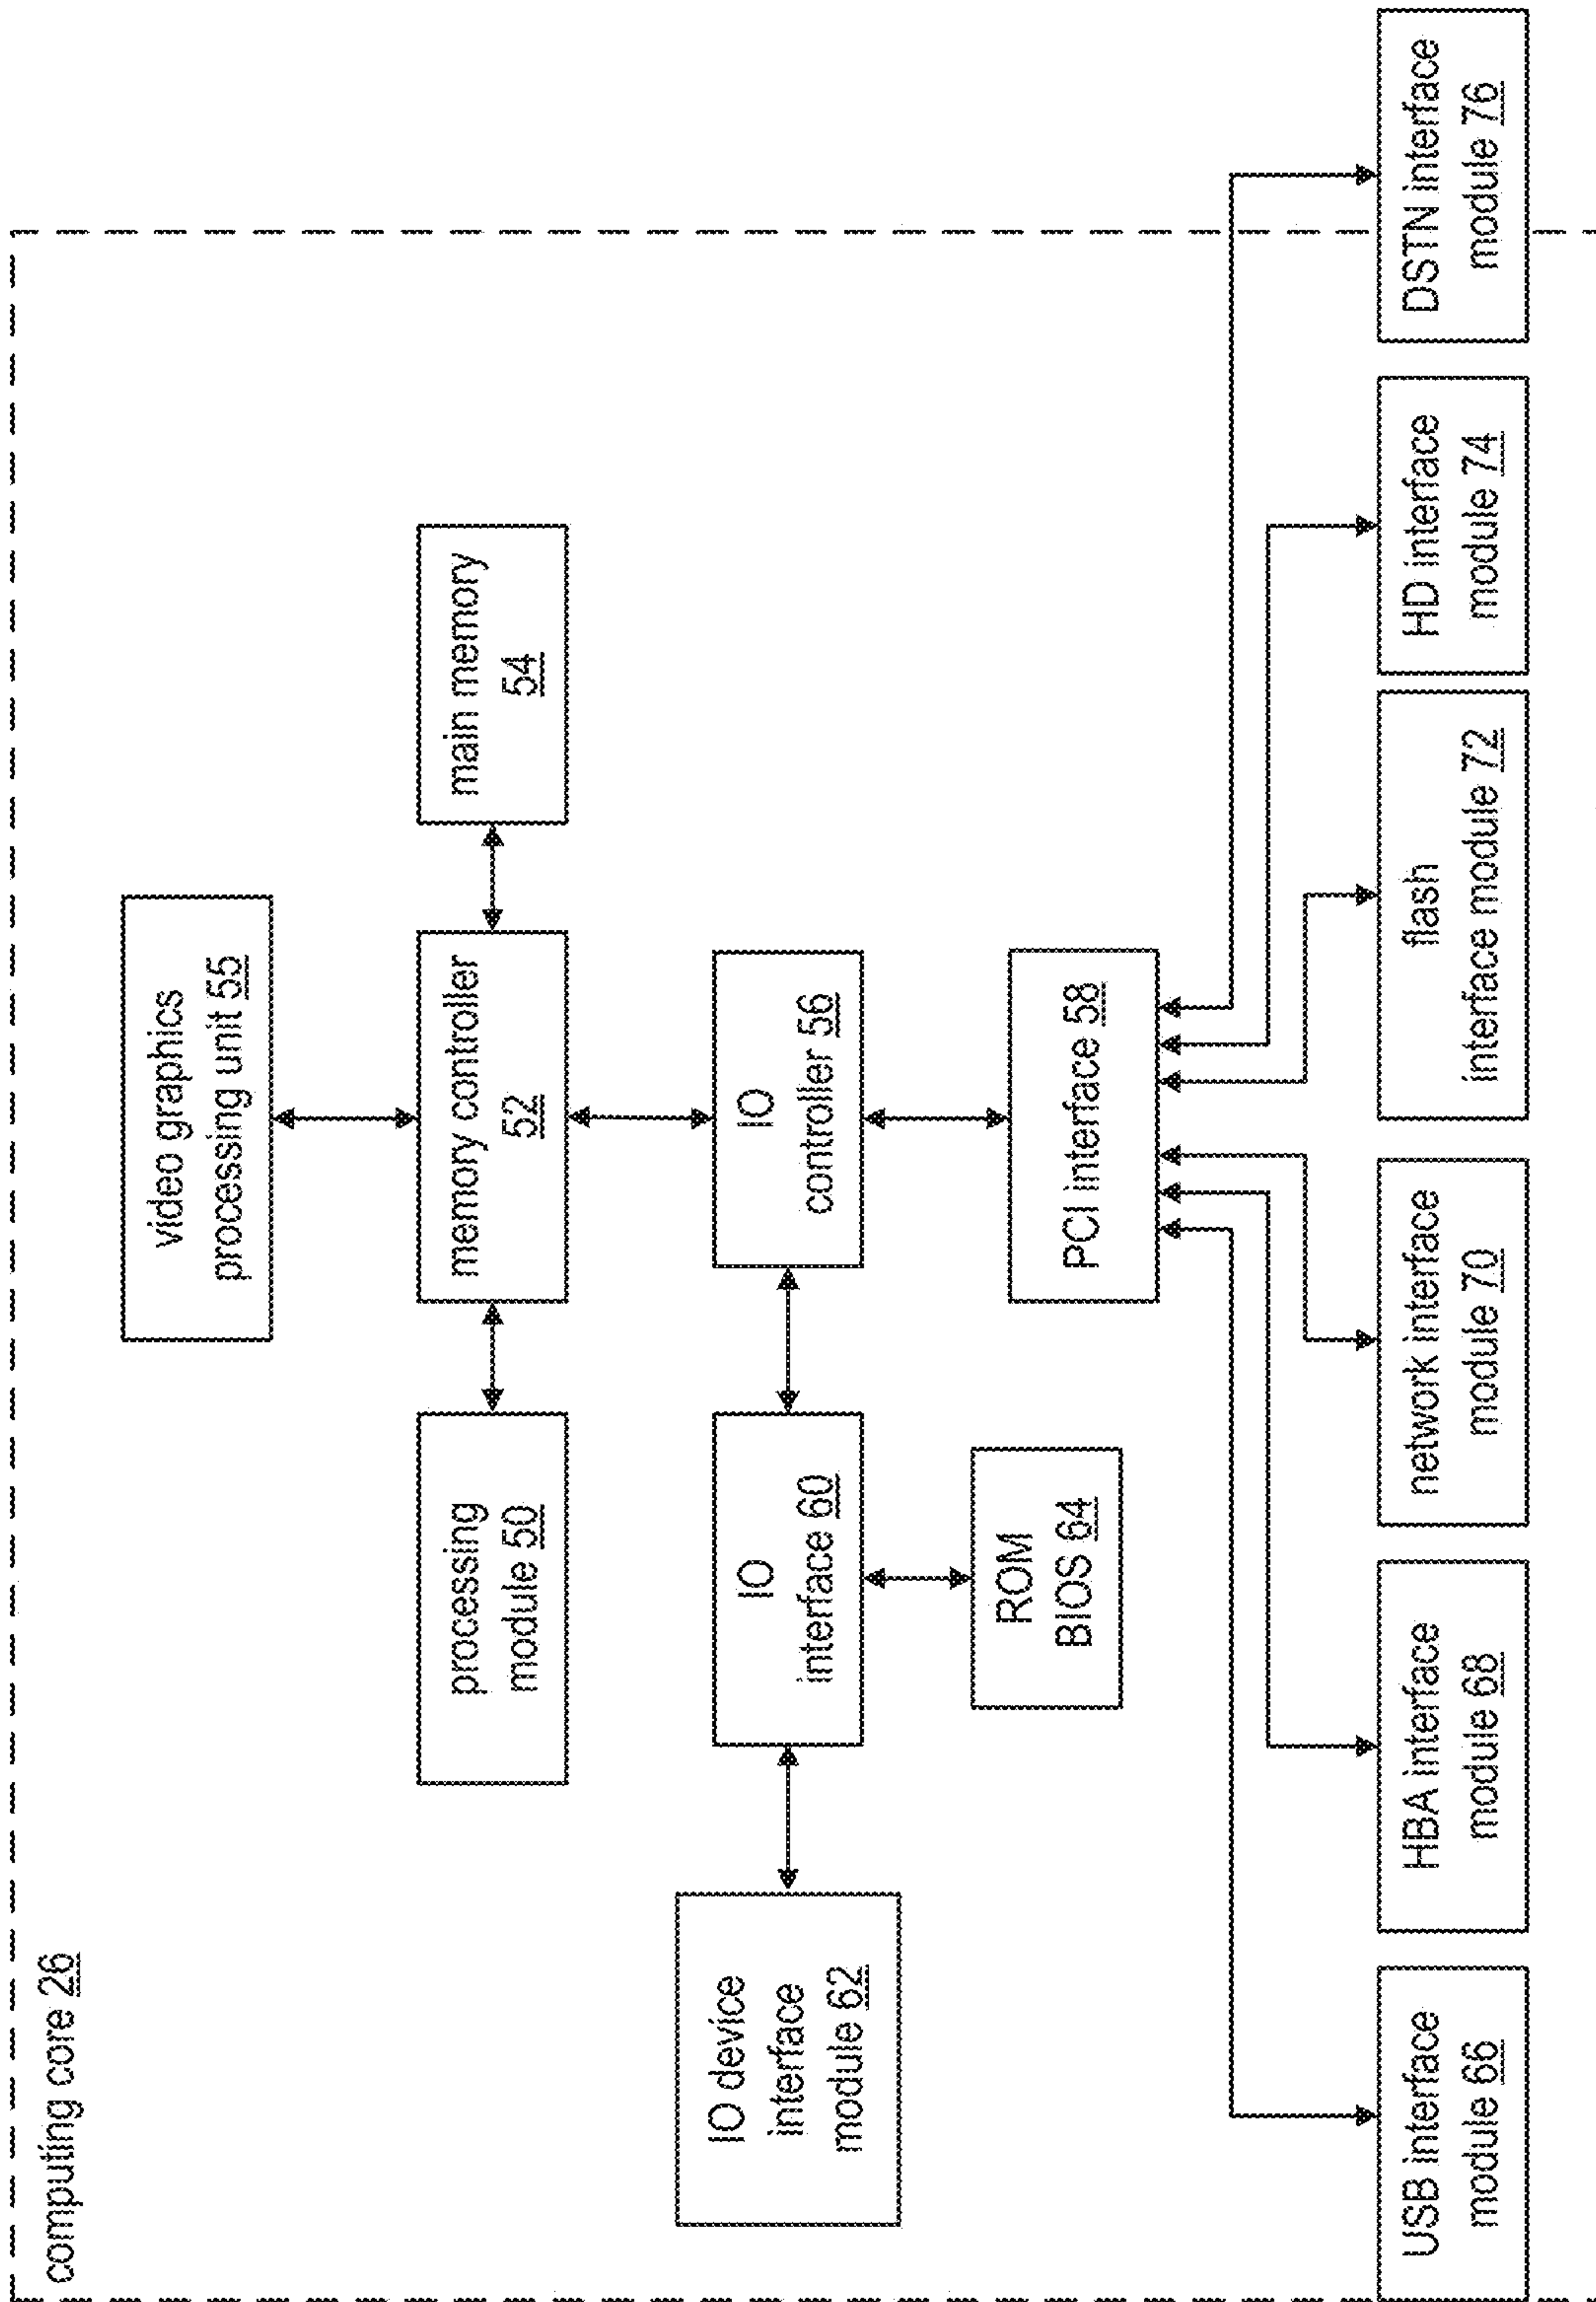 computing core 26
video graphics
processing unit 55
processing
module 50
memory controller
52
main memory
54
IO device
interface
module 62
IO
interface 60
IO
controller 56
ROM
BIOS 64
PCI interface 58
USB interface
module 66
HBA interface
module 68
network interface
module 70
flash
interface module 72
HD interface
module 74
DSTN interface
module 76